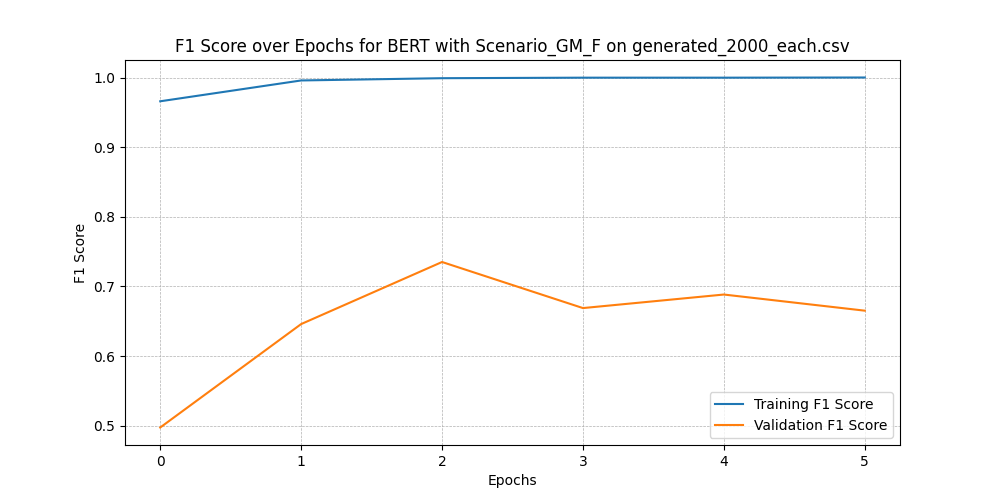 F1 Score over Epochs for BERT with Scenario_GM_F on generated_2000_each.csv
1.0
0.9
0.8
0.7
0.6
0.5
F1 Score
Training F1 Score
Validation F1 Score
0 1 2 3 4 5
Epochs